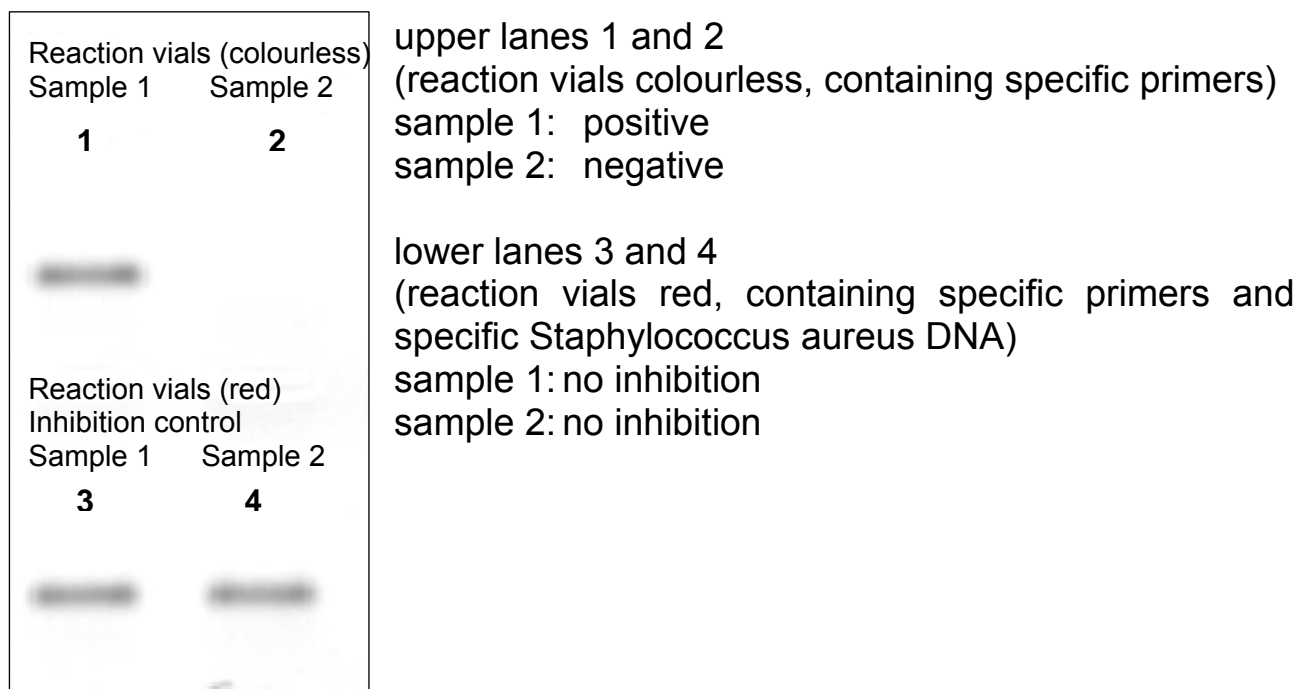 Reaction vials (colourless)
Sample 1 Sample 2
1 2
Reaction vials (red)
Inhibition control
Sample 1 Sample 2
3 4
upper lanes 1 and 2
(reaction vials colourless, containing specific primers)
sample 1: positive
sample 2: negative
lower lanes 3 and 4
(reaction vials red, containing specific primers and
specific Staphylococcus aureus DNA)
sample 1: no inhibition
sample 2: no inhibition